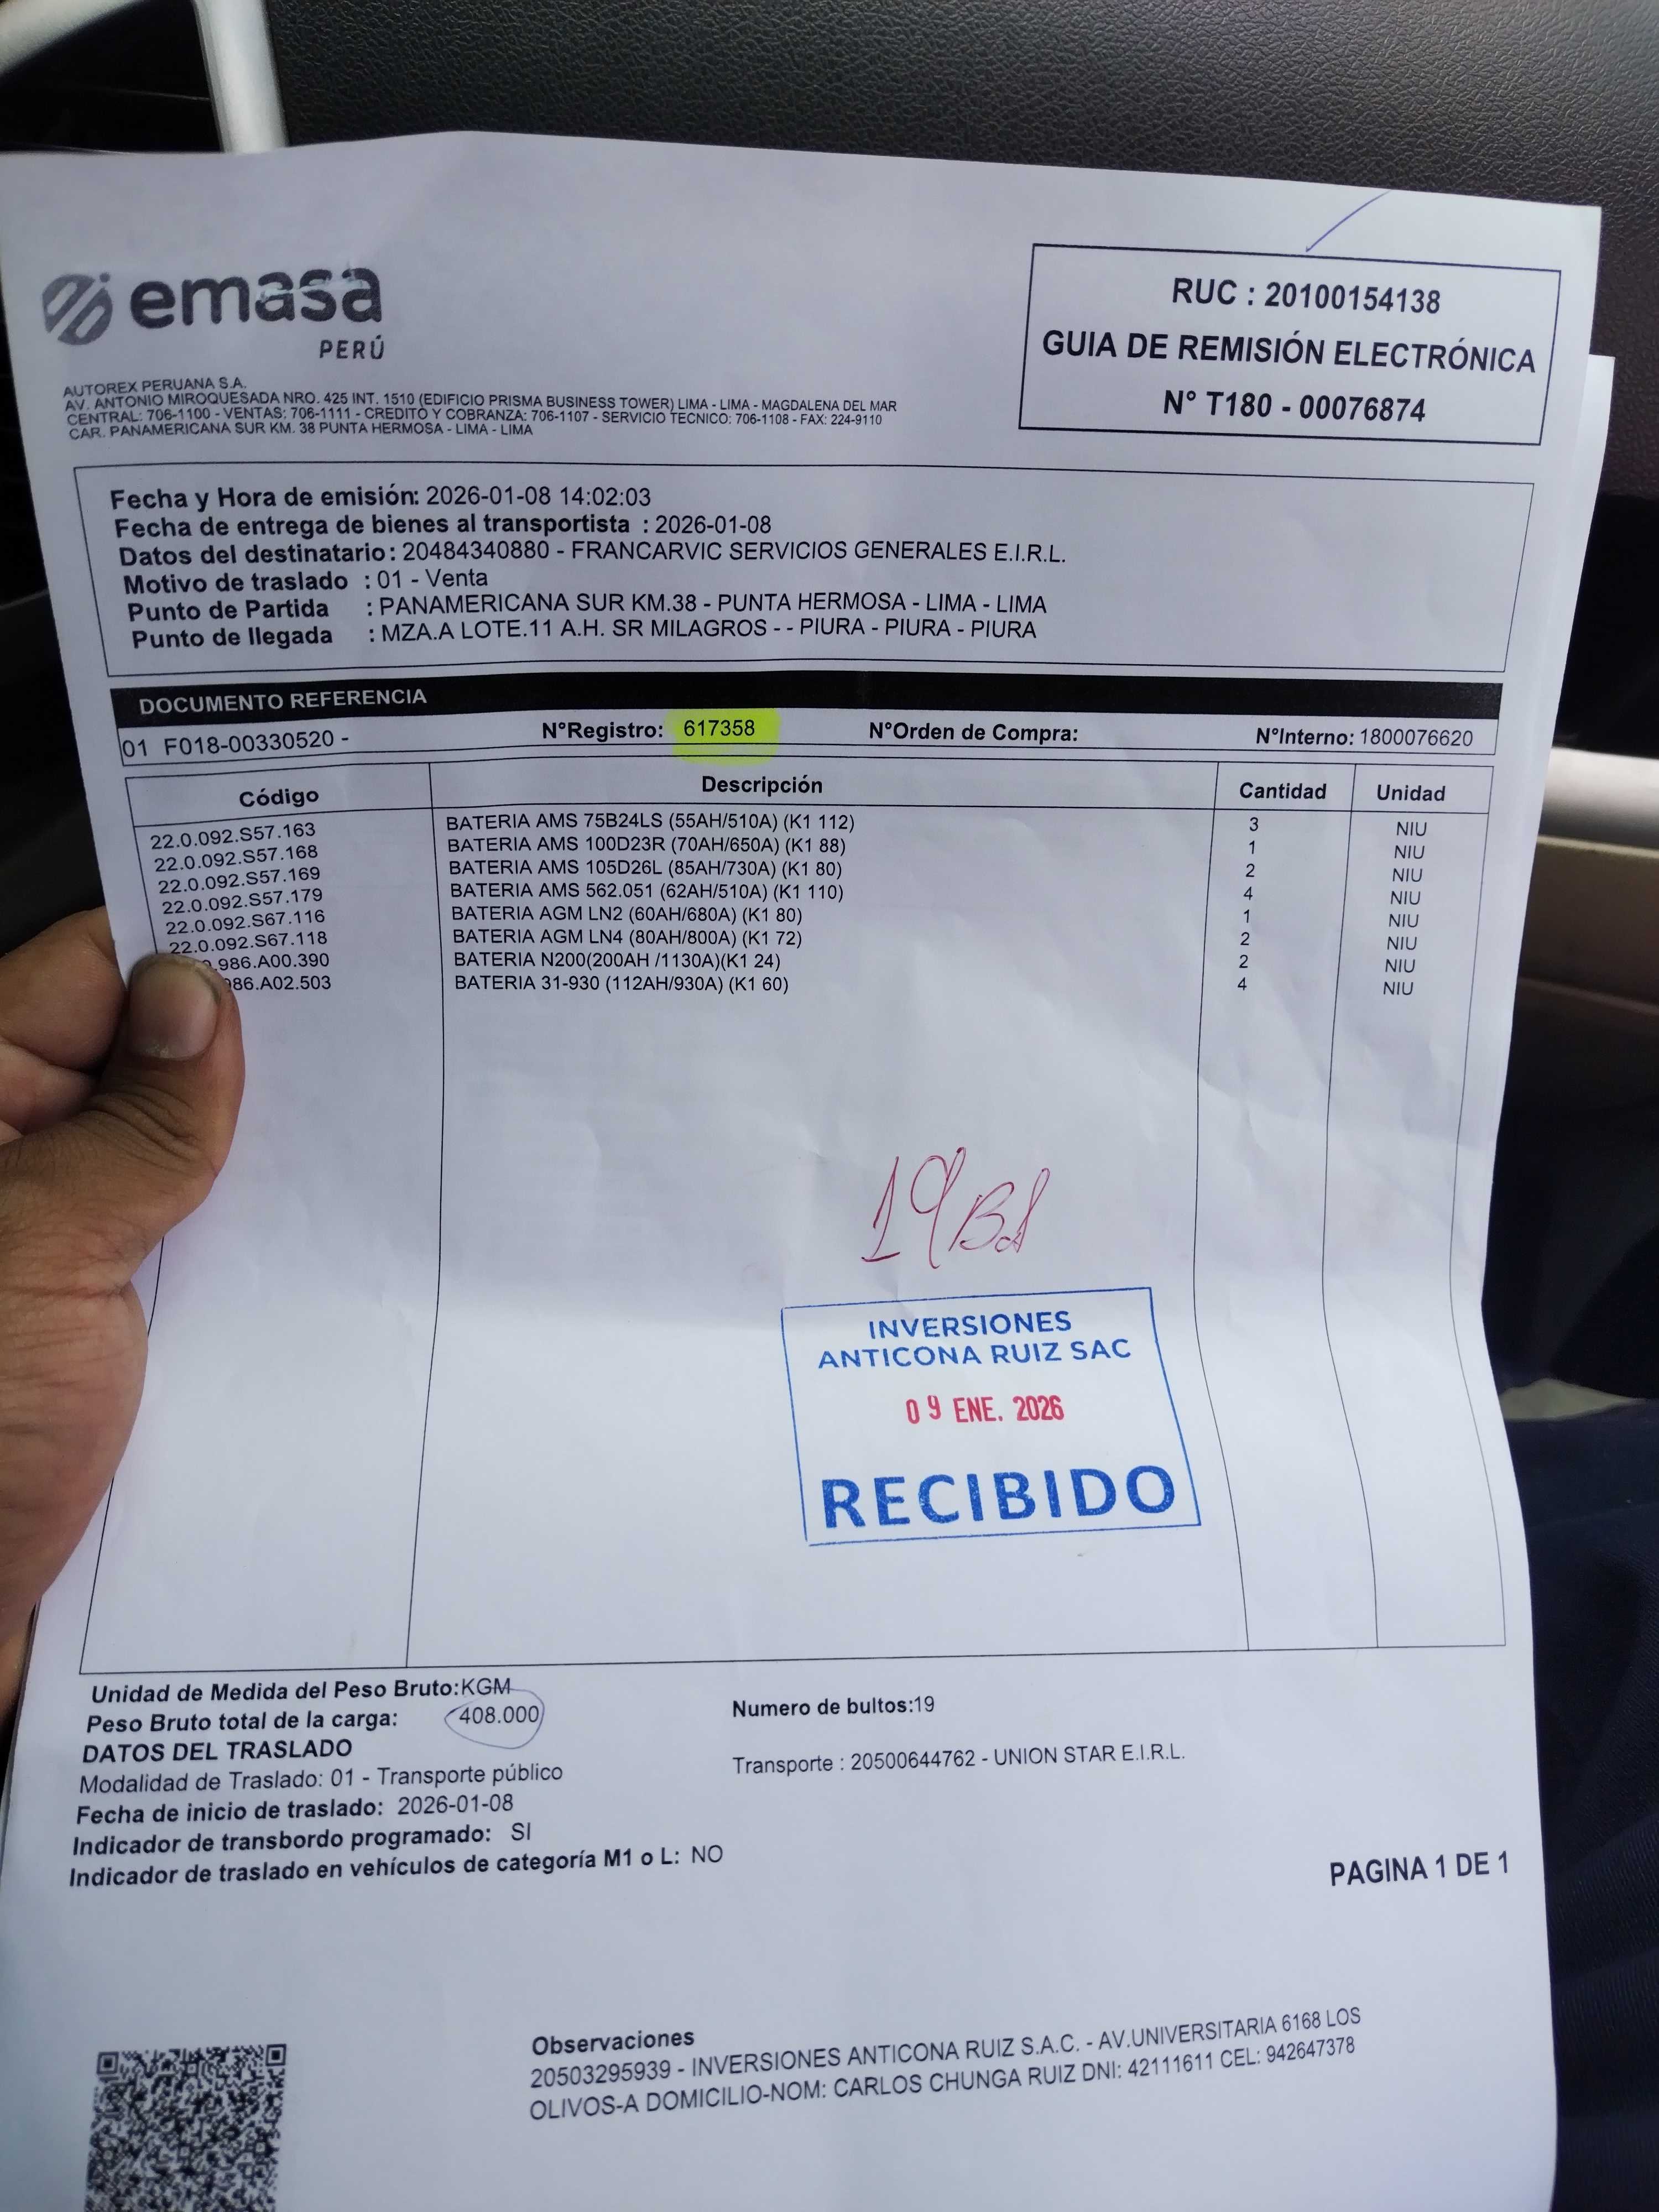 emasa
PERÚ
RUC : 20100154138
GUIA DE REMISIÓN ELECTRÓNICA
N° T180 - 00076874
AUTOREX PERUANA S.A.
AV. ANTONIO MIROQUESADA NRO. 425 INT. 1510 (EDIFICIO PRISMA BUSINESS TOWER) LIMA - LIMA - MAGDALENA DEL MAR
CENTRAL: 706-1100 - VENTAS: 706-1111 - CREDITO Y COBRANZA: 706-1107 - SERVICIO TECNICO: 706-1108 - FAX: 224-9110
CAR. PANAMERICANA SUR KM. 38 PUNTA HERMOSA - LIMA - LIMA
Fecha y Hora de emisión: 2026-01-08 14:02:03
Fecha de entrega de bienes al transportista : 2026-01-08
Datos del destinatario: 20484340880 - FRANCARVIC SERVICIOS GENERALES E.I.R.L.
Motivo de traslado : 01 - Venta
Punto de Partida : PANAMERICANA SUR KM.38 - PUNTA HERMOSA - LIMA - LIMA
Punto de llegada : MZA.A LOTE.11 A.H. SR MILAGROS - - PIURA - PIURA - PIURA
DOCUMENTO REFERENCIA
01 F018-00330520 - N°Registro: 617358 N°Orden de Compra: N°Interno: 1800076620
Código Descripción Cantidad Unidad
22.0.092.S57.163 BATERIA AMS 75B24LS (55AH/510A) (K1 112) 3 NIU
22.0.092.S57.168 BATERIA AMS 100D23R (70AH/650A) (K1 88) 1 NIU
22.0.092.S57.169 BATERIA AMS 105D26L (85AH/730A) (K1 80) 2 NIU
22.0.092.S57.179 BATERIA AMS 562.051 (62AH/510A) (K1 110) 4 NIU
22.0.092.S67.116 BATERIA AGM LN2 (60AH/680A) (K1 80) 1 NIU
22.0.092.S67.118 BATERIA AGM LN4 (80AH/800A) (K1 72) 2 NIU
.986.A00.390 BATERIA N200(200AH /1130A)(K1 24) 2 NIU
86.A02.503 BATERIA 31-930 (112AH/930A) (K1 60) 4 NIU
19
INVERSIONES
ANTICONA RUIZ SAC
09 ENE. 2026
RECIBIDO
Unidad de Medida del Peso Bruto:KGM
Peso Bruto total de la carga: 408.000 Numero de bultos:19
DATOS DEL TRASLADO
Modalidad de Traslado: 01 - Transporte público Transporte : 20500644762 - UNION STAR E.I.R.L.
Fecha de inicio de traslado: 2026-01-08
Indicador de transbordo programado: SI
Indicador de traslado en vehículos de categoría M1 o L: NO
PAGINA 1 DE 1
Observaciones
20503295939 - INVERSIONES ANTICONA RUIZ S.A.C. - AV.UNIVERSITARIA 6168 LOS
OLIVOS-A DOMICILIO-NOM: CARLOS CHUNGA RUIZ DNI: 42111611 CEL: 942647378